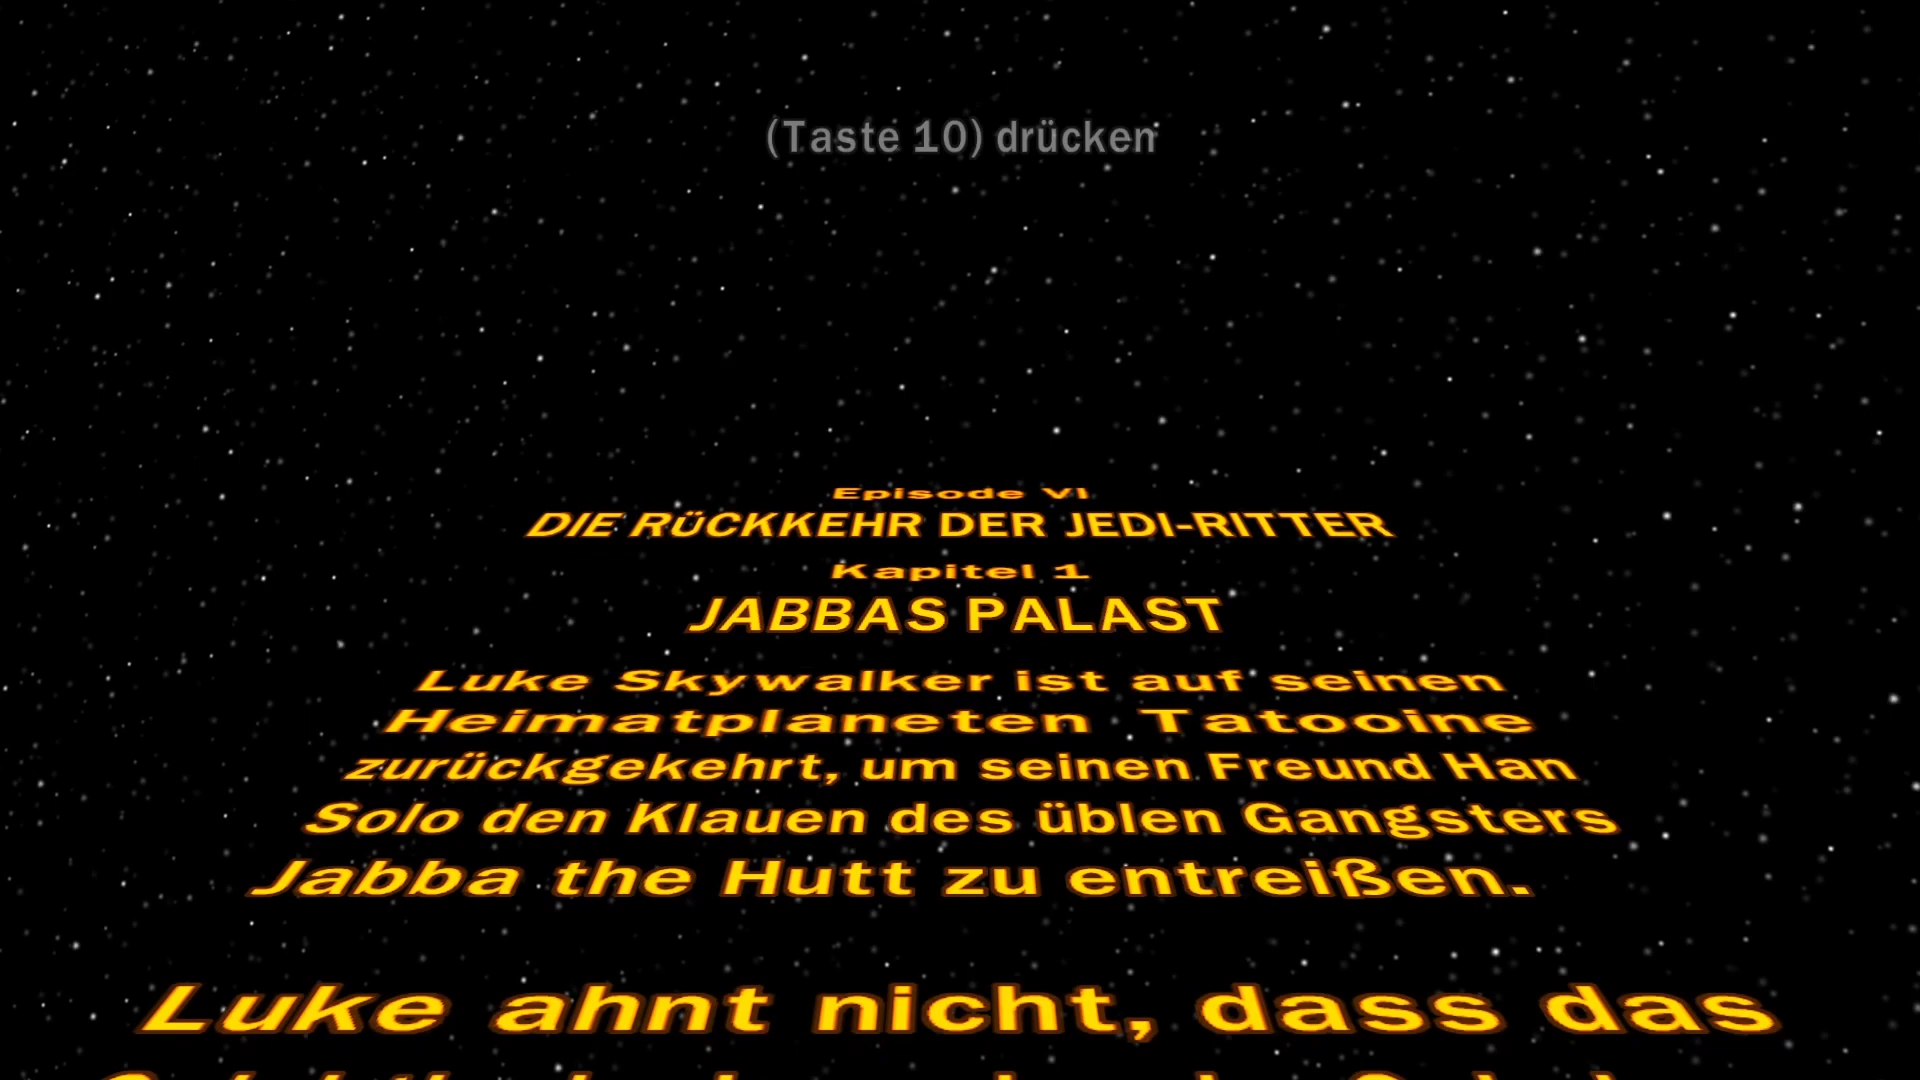 (Taste 10) drücken
Episode VI
DIE RüCKKEHR DER JEDI-RITTER
Kapitel 1
JABBAS PALAST
Luke Skywalker ist auf seinen
Heimatplaneten Tatooine
zurückgekehrt, um seinen Freund Han
Solo den Klauen des üblen Gangsters
Jabba the Hutt zu entreißen.
Luke ahnt nicht, dass das